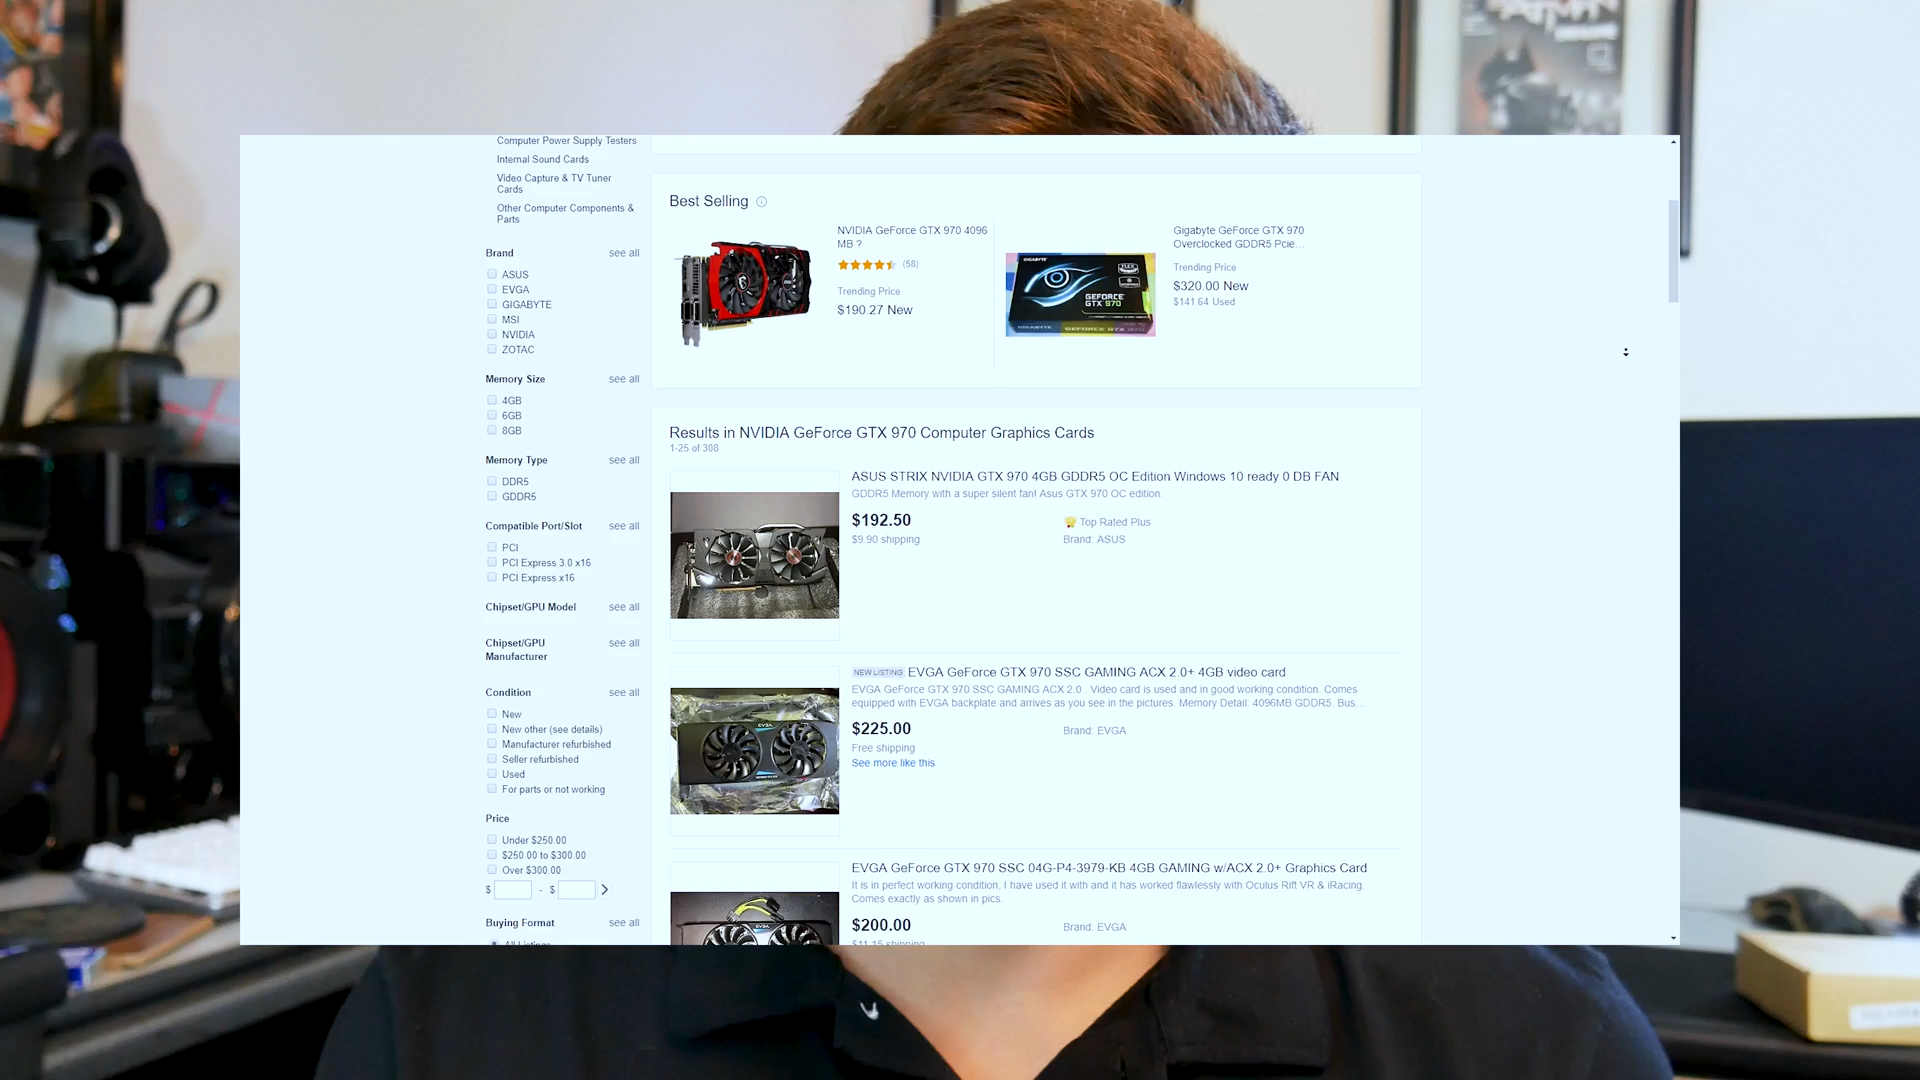 BATMAN
Computer Power Supply Testers
Internal Sound Cards
Video Capture & TV Tuner
Cards
Other Computer Components &
Parts
Brand see all
ASUS
EVGA
GIGABYTE
MSI
NVIDIA
ZOTAC
Memory Size see all
4GB
6GB
8GB
Memory Type see all
DDR5
GDDR5
Compatible Port/Slot see all
PCI
PCI Express 3.0 x16
PCI Express x16
Chipset/GPU Model see all
Chipset/GPU see all
Manufacturer
Condition see all
New
New other (see details)
Manufacturer refurbished
Seller refurbished
Used
For parts or not working
Price
Under $250.00
$250.00 to $300.00
Over $300.00
$ - $
Buying Format see all
All Listings
Best Selling
NVIDIA GeForce GTX 970 4096
MB ?
(58)
Trending Price
$190.27 New
GIGABYTE
GEFORCE
GTX 970
GEFORCE GTX 970
Gigabyte GeForce GTX 970
Overclocked GDDR5 Pcie...
Trending Price
$320.00 New
$141.64 Used
Results in NVIDIA GeForce GTX 970 Computer Graphics Cards
1-25 of 308
ASUS STRIX NVIDIA GTX 970 4GB GDDR5 OC Edition Windows 10 ready 0 DB FAN
GDDR5 Memory with a super silent fan! Asus GTX 970 OC edition.
$192.50
Top Rated Plus
$9.90 shipping
Brand: ASUS
NEW LISTING EVGA GeForce GTX 970 SSC GAMING ACX 2.0+ 4GB video card
EVGA GeForce GTX 970 SSC GAMING ACX 2.0 . Video card is used and in good working condition. Comes
equipped with EVGA backplate and arrives as you see in the pictures. Memory Detail: 4096MB GDDR5. Bus...
$225.00
Brand: EVGA
Free shipping
See more like this
EVGA
EVGA GeForce GTX 970 SSC 04G-P4-3979-KB 4GB GAMING w/ACX 2.0+ Graphics Card
It is in perfect working condition, I have used it with and it has worked flawlessly with Oculus Rift VR & iRacing.
Comes exactly as shown in pics.
$200.00
Brand: EVGA
$11.15 shipping
EVGA